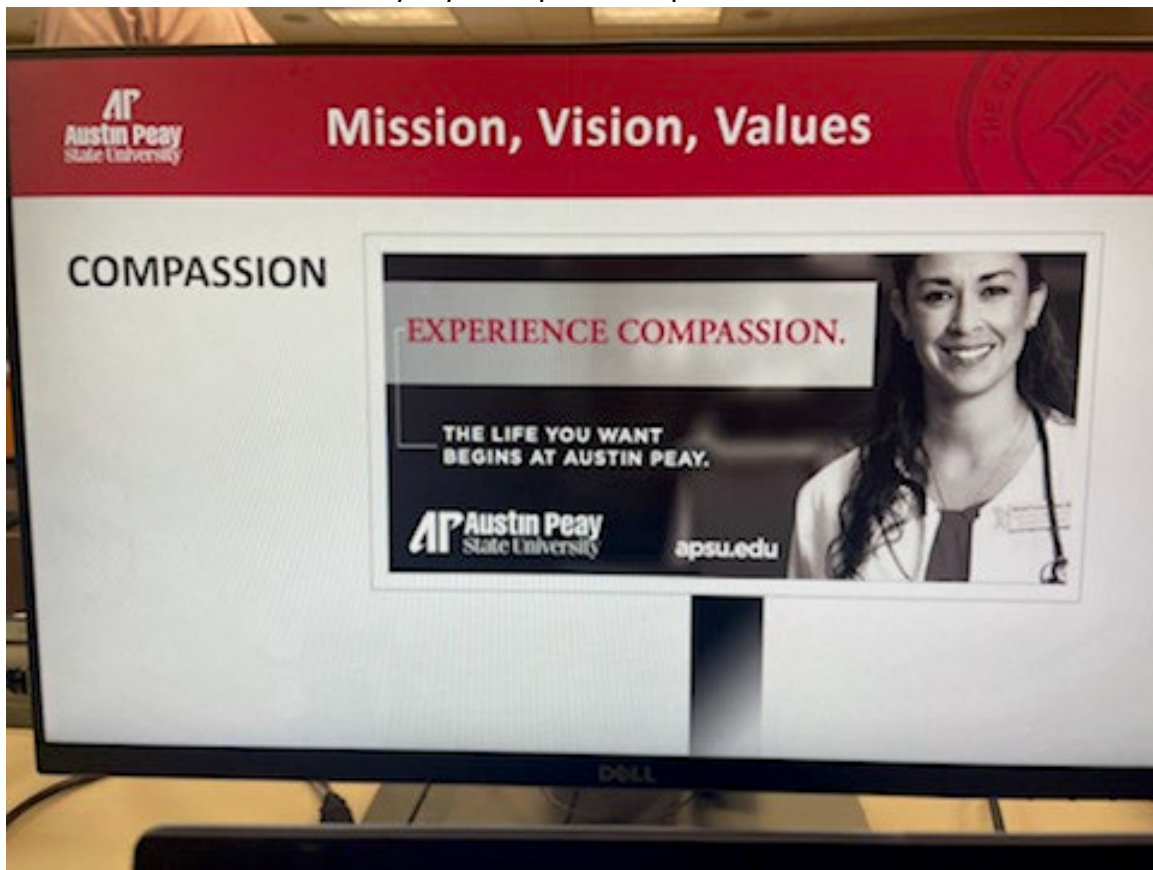 AP
Austin Peay
State University
Mission, Vision, Values
COMPASSION
EXPERIENCE COMPASSION.
THE LIFE YOU WANT
BEGINS AT AUSTIN PEAY.
AP Austin Peay
State University
apsu.edu
DELL